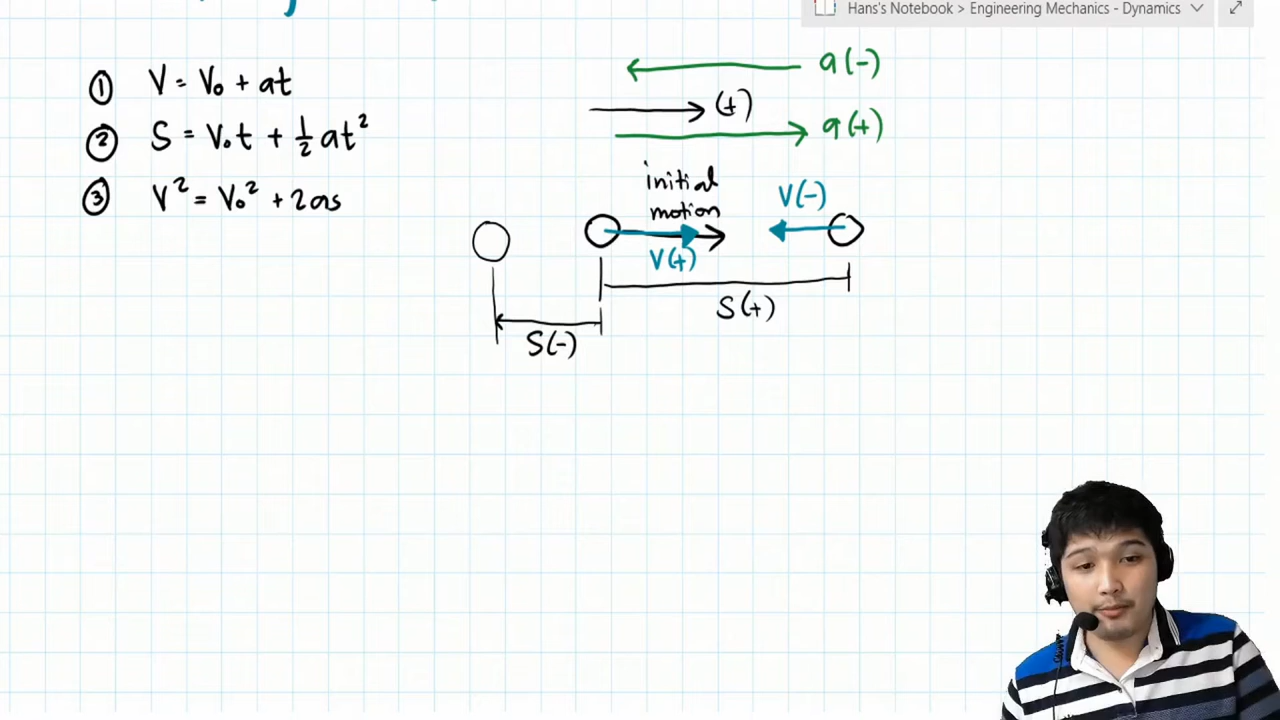 Hans's Notebook > Engineering Mechanics - Dynamics
① V = V₀ + at
② S = V₀t + ½at²
③ V² = V₀² + 2as
a(-)
(+)
a(+)
initial
motion
V(-)
V(+)
S(+)
S(-)